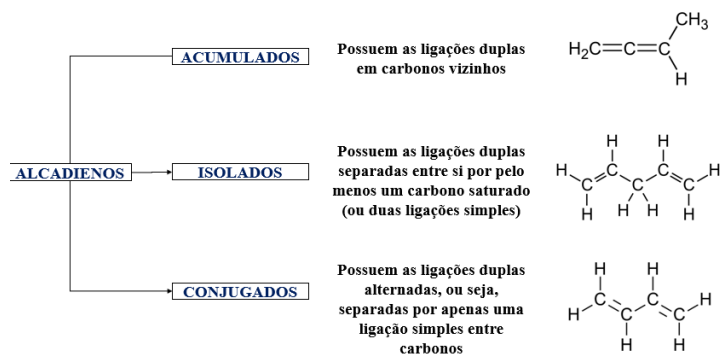 ACUMULADOS
Possuem as ligações duplas
em carbonos vizinhos
CH3
H2C=C=C
H
ALCADIENOS
ISOLADOS
Possuem as ligações duplas
separadas entre si por pelo
menos um carbono saturado
(ou duas ligações simples)
H H
H C C H
C C C
H H H H
CONJUGADOS
Possuem as ligações duplas
alternadas, ou seja,
separadas por apenas uma
ligação simples entre
carbonos
H H
H C C
C C H
H H